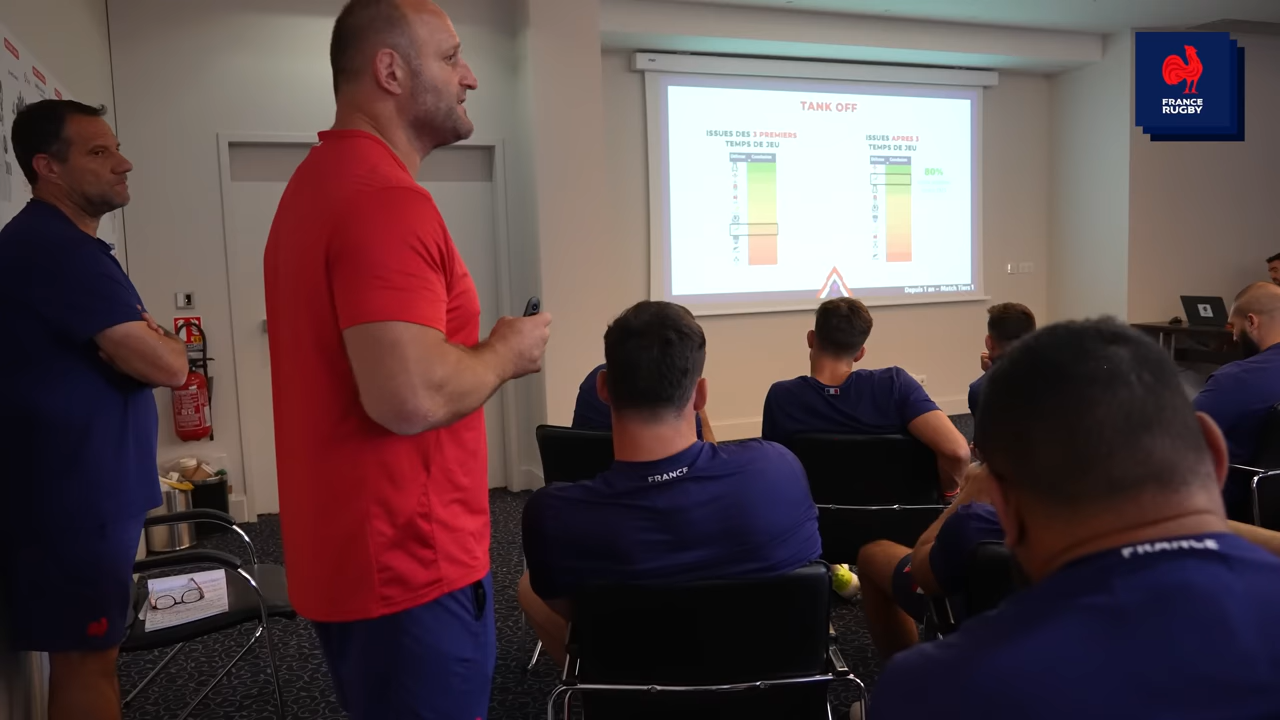 FRANCE
RUGBY
TANK OFF
ISSUES DES 3 PREMIERS
TEMPS DE JEU
ISSUES APRES 3
TEMPS DE JEU
80%
Depuis 1 an - Match Tiers 1
FRANCE
FRANCE